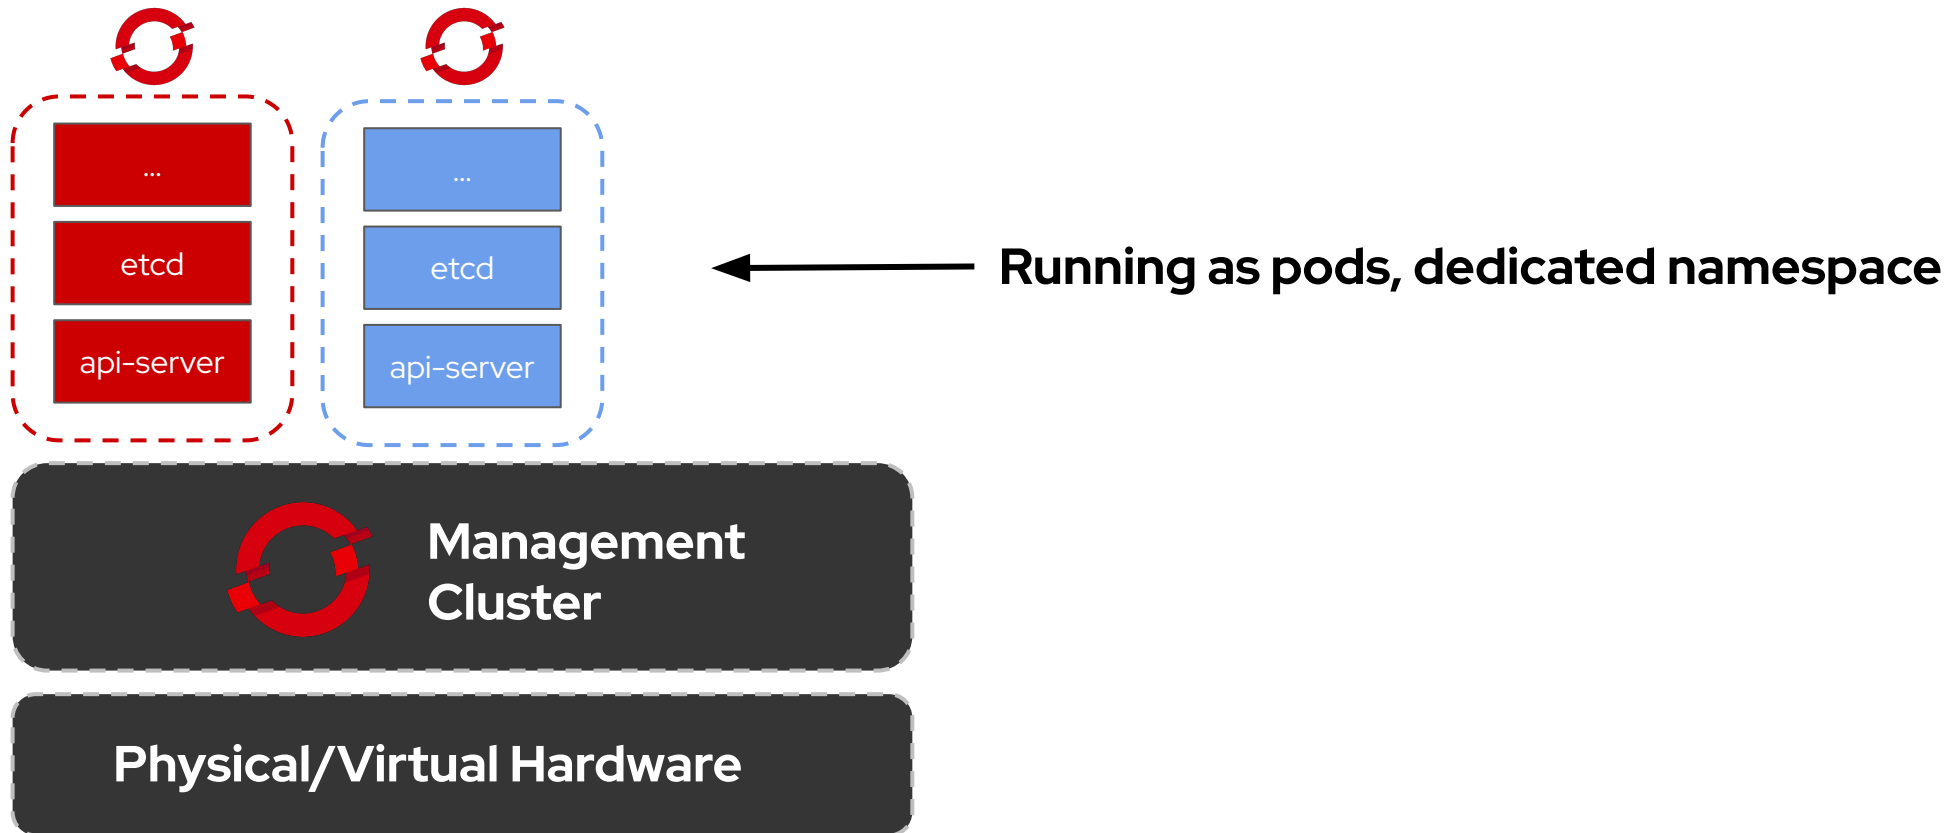 ...
etcd
api-server
...
etcd
api-server
Running as pods, dedicated namespace
Management
Cluster
Physical/Virtual Hardware